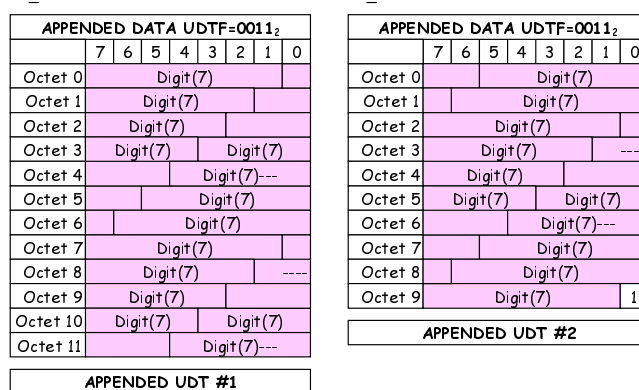 APPENDED DATA UDTF=0011₂
7 6 5 4 3 2 1 0
Octet 0 Digit(7)
Octet 1 Digit(7)
Octet 2 Digit(7)
Octet 3 Digit(7) Digit(7)
Octet 4 Digit(7)---
Octet 5 Digit(7)
Octet 6 Digit(7)
Octet 7 Digit(7)
Octet 8 Digit(7) ----
Octet 9 Digit(7)
Octet 10 Digit(7) Digit(7)
Octet 11 Digit(7)---
APPENDED UDT #1
APPENDED DATA UDTF=0011₂
7 6 5 4 3 2 1 0
Octet 0 Digit(7)
Octet 1 Digit(7)
Octet 2 Digit(7)
Octet 3 Digit(7) ---
Octet 4 Digit(7)
Octet 5 Digit(7) Digit(7)
Octet 6 Digit(7)---
Octet 7 Digit(7)
Octet 8 Digit(7)
Octet 9 Digit(7) 1
APPENDED UDT #2